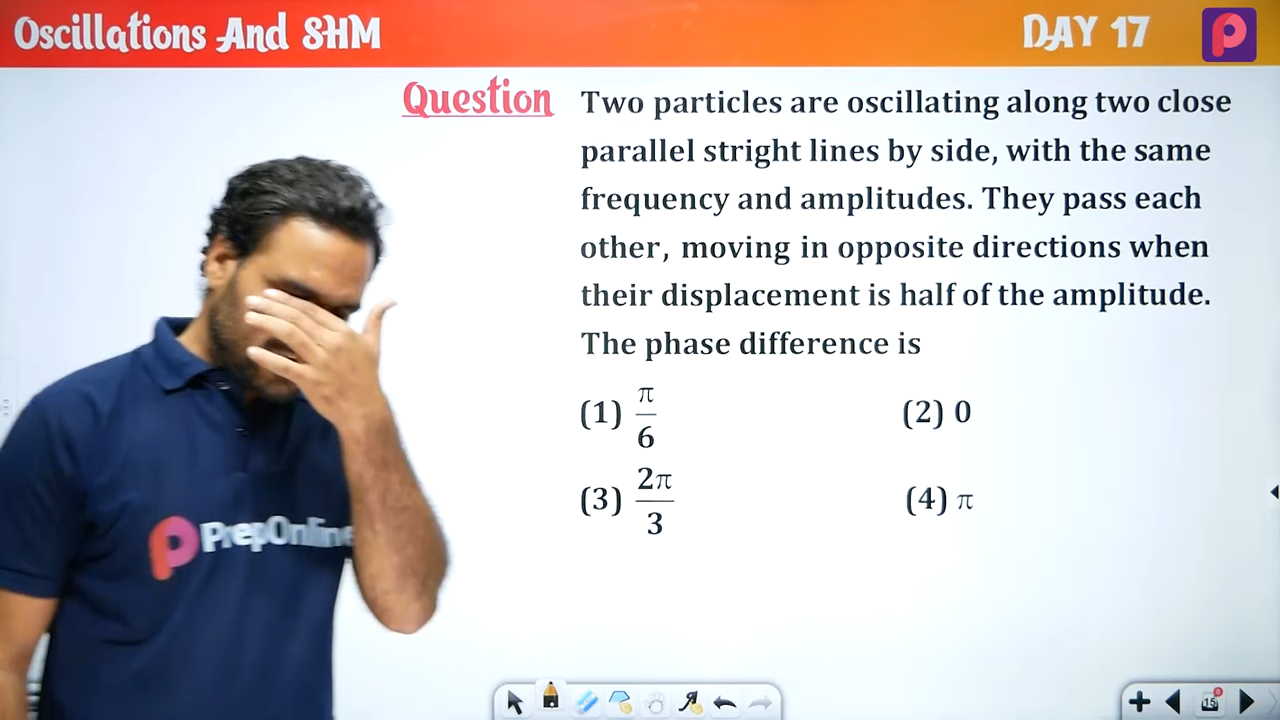 Oscillations And SHM
DAY 17
Question
Two particles are oscillating along two close
parallel stright lines by side, with the same
frequency and amplitudes. They pass each
other, moving in opposite directions when
their displacement is half of the amplitude.
The phase difference is
(1) π/6
(2) 0
(3) 2π/3
(4) π
PrepOnline
15